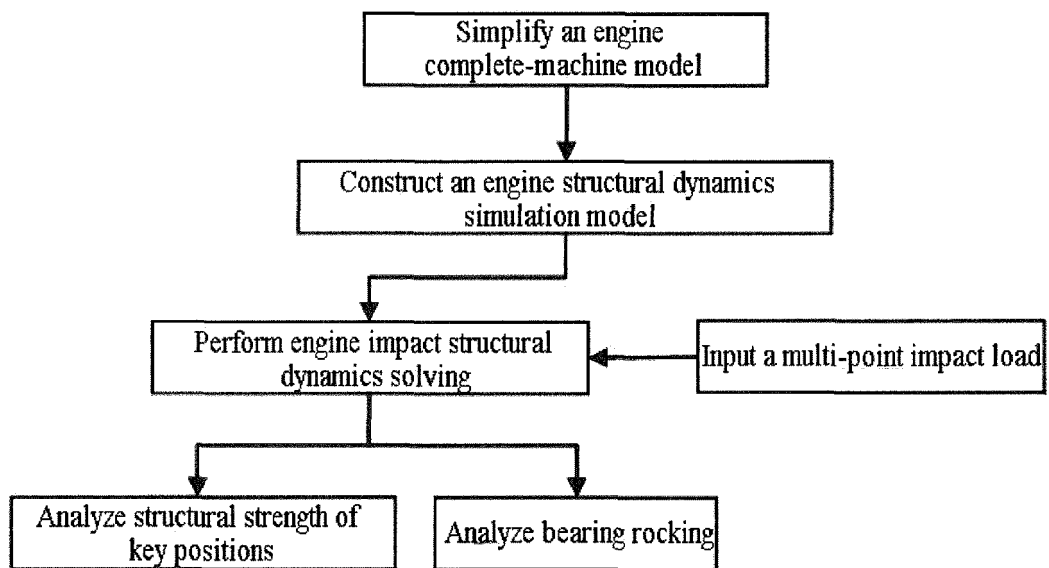 Simplify an engine
complete-machine model
Construct an engine structural dynamics
simulation model
Perform engine impact structural
dynamics solving
Input a multi-point impact load
Analyze structural strength of
key positions
Analyze bearing rocking